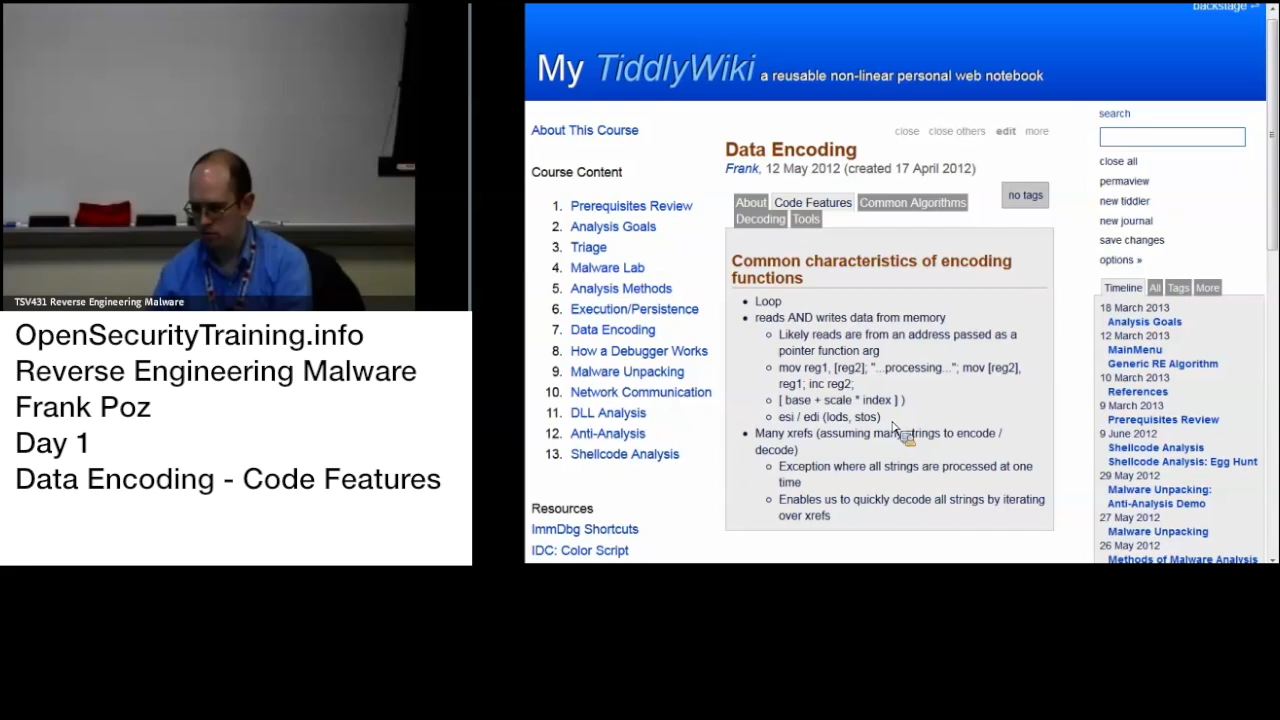 TSV431 Reverse Engineering Malware
OpenSecurityTraining.info
Reverse Engineering Malware
Frank Poz
Day 1
Data Encoding - Code Features
backstage
My TiddlyWiki a reusable non-linear personal web notebook
About This Course
Course Content
1. Prerequisites Review
2. Analysis Goals
3. Triage
4. Malware Lab
5. Analysis Methods
6. Execution/Persistence
7. Data Encoding
8. How a Debugger Works
9. Malware Unpacking
10. Network Communication
11. DLL Analysis
12. Anti-Analysis
13. Shellcode Analysis
Resources
ImmDbg Shortcuts
IDC: Color Script
close close others edit more
Data Encoding
Frank, 12 May 2012 (created 17 April 2012)
no tags
About Code Features Common Algorithms
Decoding Tools
Common characteristics of encoding
functions
Loop
reads AND writes data from memory
Likely reads are from an address passed as a
pointer function arg
mov reg1, [reg2]; "...processing..."; mov [reg2],
reg1; inc reg2;
[ base + scale * index ] )
esi / edi (lods, stos)
Many xrefs (assuming many strings to encode /
decode)
Exception where all strings are processed at one
time
Enables us to quickly decode all strings by iterating
over xrefs
search
close all
permaview
new tiddler
new journal
save changes
options »
Timeline All Tags More
18 March 2013
Analysis Goals
12 March 2013
MainMenu
Generic RE Algorithm
10 March 2013
References
9 March 2013
Prerequisites Review
9 June 2012
Shellcode Analysis
Shellcode Analysis: Egg Hunt
29 May 2012
Malware Unpacking:
Anti-Analysis Demo
27 May 2012
Malware Unpacking
26 May 2012
Methods of Malware Analysis